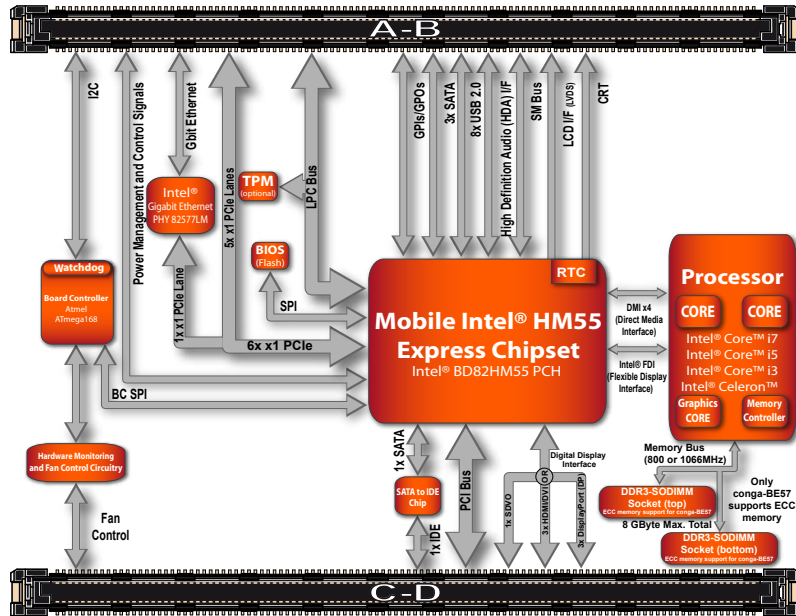 A-B
I2C
Power Management and Control Signals
Gbit Ethernet
5x x1 PCIe Lanes
LPC Bus
GPIs/GPOs
3x SATA
8x USB 2.0
High Definition Audio (HDA) I/F
SM Bus
LCD I/F (LVDS)
CRT
Intel®
Gigabit Ethernet
PHY 82577LM
TPM
(optional)
BIOS
(Flash)
SPI
1x x1 PCIe Lane
6x x1 PCIe
BC SPI
Watchdog
Board Controller
Atmel
ATmega168
RTC
Mobile Intel® HM55
Express Chipset
Intel® BD82HM55 PCH
DMI x4
(Direct Media
Interface)
Intel® FDI
(Flexible Display
Interface)
Processor
CORE
CORE
Intel® Core™ i7
Intel® Core™ i5
Intel® Core™ i3
Intel® Celeron™
Graphics
CORE
Memory
Controller
Hardware Monitoring
and Fan Control Circuitry
Fan
Control
1x SATA
SATA to IDE
Chip
1x IDE
PCI Bus
Digital Display
Interface
OR
1x SDVO
3x HDMI/DVI
3x DisplayPort (DP)
Memory Bus
(800 or 1066MHz)
DDR3-SODIMM
Socket (top)
ECC memory support for conga-BE57
8 GByte Max. Total
Only
conga-BE57
supports ECC
memory
DDR3-SODIMM
Socket (bottom)
ECC memory support for conga-BE57
C-D